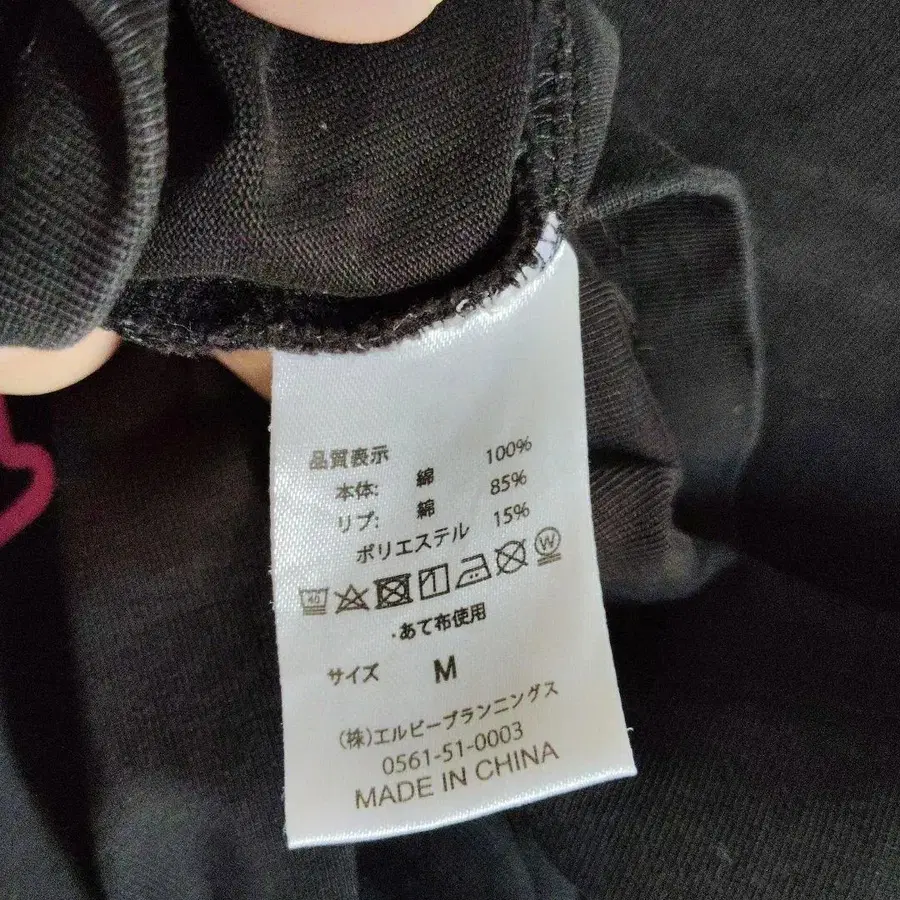 品質表示
本体: 綿 100%
リブ: 綿 85%
ポリエステル 15%
40 W
・あて布使用
サイズ M
(株)エルビープランニングス
0561-51-0003
MADE IN CHINA